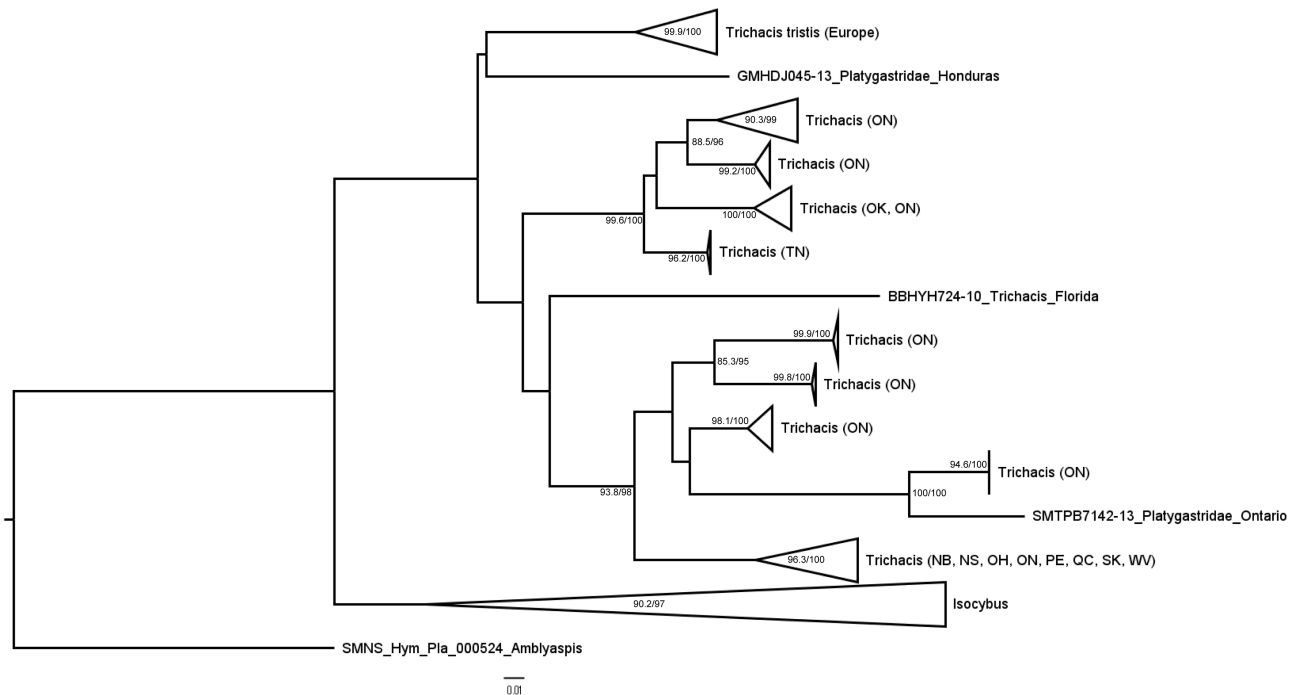 99.9/100 Trichacis tristis (Europe)
GMHDJ045-13_Platygastridae_Honduras
90.3/99 Trichacis (ON)
88.5/96
99.2/100 Trichacis (ON)
100/100 Trichacis (OK, ON)
99.6/100
96.2/100 Trichacis (TN)
BBHYH724-10_Trichacis_Florida
99.9/100 Trichacis (ON)
85.3/95
99.8/100 Trichacis (ON)
98.1/100 Trichacis (ON)
94.6/100 Trichacis (ON)
93.8/98 100/100
SMTPB7142-13_Platygastridae_Ontario
96.3/100 Trichacis (NB, NS, OH, ON, PE, QC, SK, WV)
90.2/97 Isocybus
SMNS_Hym_Pla_000524_Amblyaspis
0.01